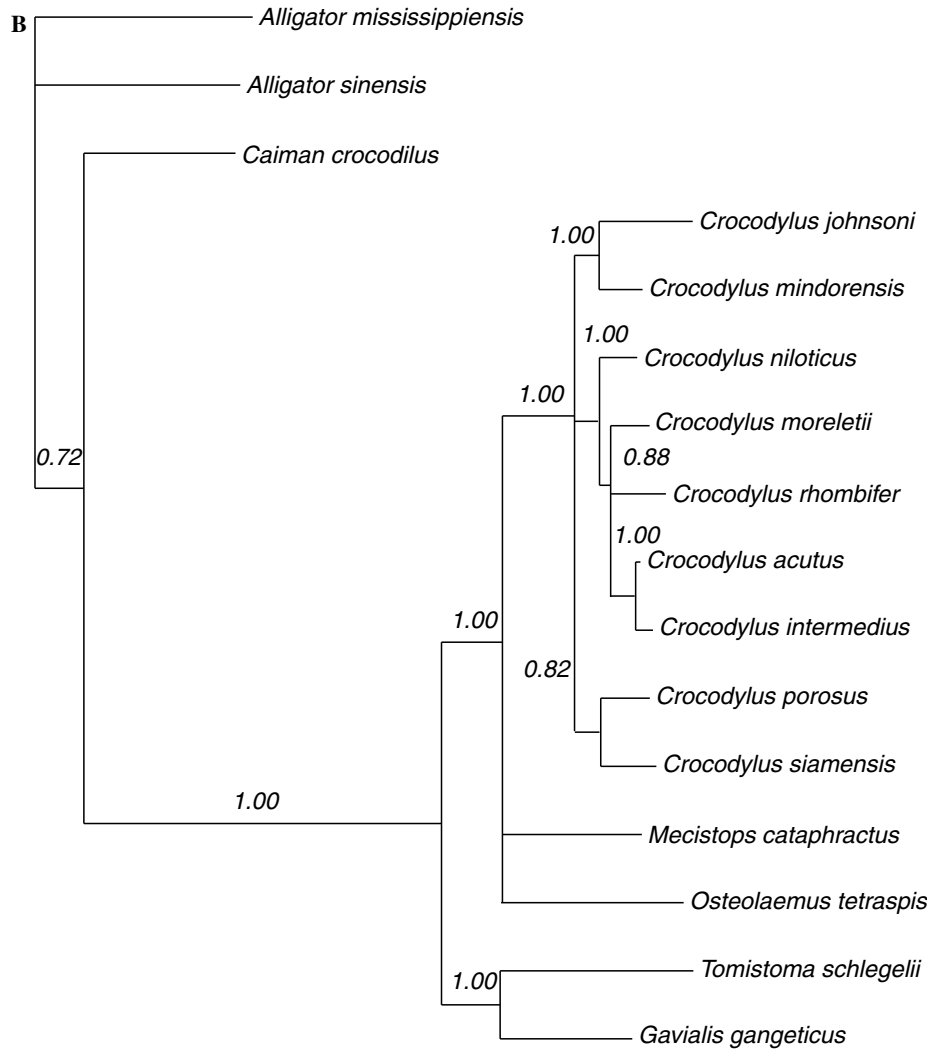 B
Alligator mississippiensis
Alligator sinensis
Caiman crocodilus
1.00
Crocodylus johnsoni
Crocodylus mindorensis
1.00
Crocodylus niloticus
1.00
Crocodylus moreletii
0.72
0.88
Crocodylus rhombifer
1.00
Crocodylus acutus
1.00
Crocodylus intermedius
0.82
Crocodylus porosus
Crocodylus siamensis
1.00
Mecistops cataphractus
Osteolaemus tetraspis
1.00
Tomistoma schlegelii
Gavialis gangeticus